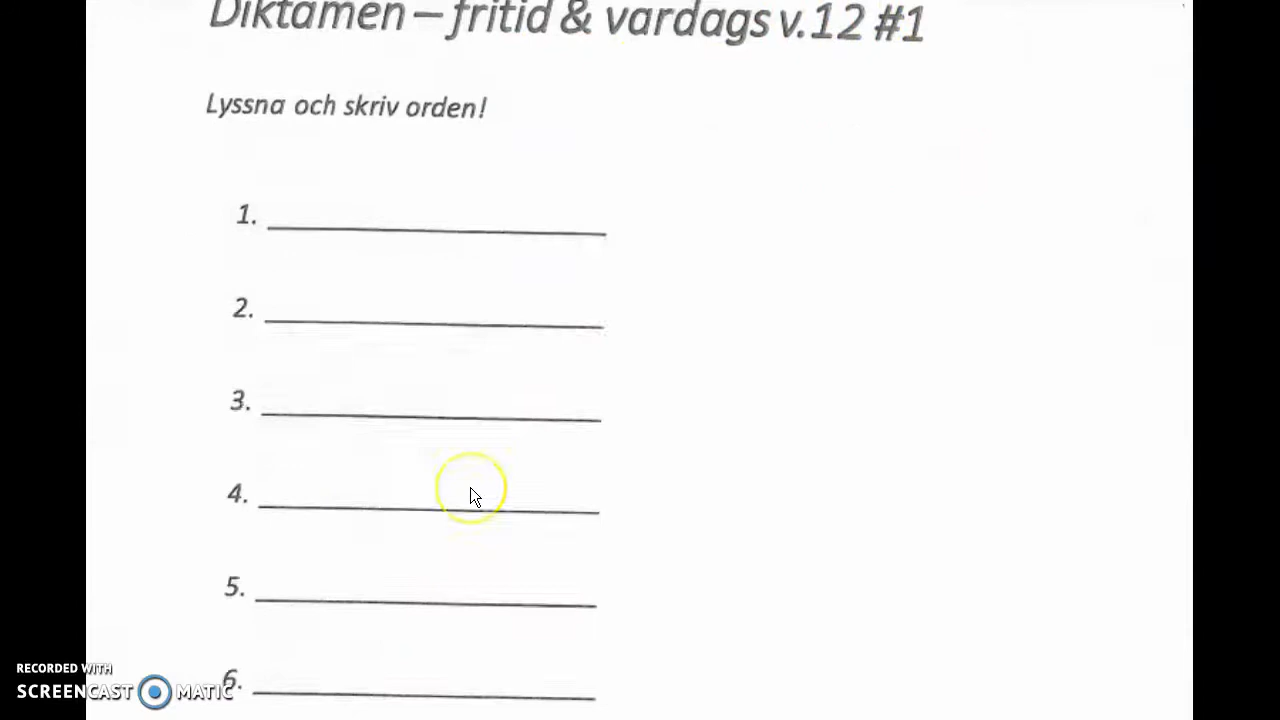 Diktamen – fritid & vardags v.12 #1
Lyssna och skriv orden!
1.
2.
3.
4.
5.
6.
RECORDED WITH
SCREENCAST MATIC